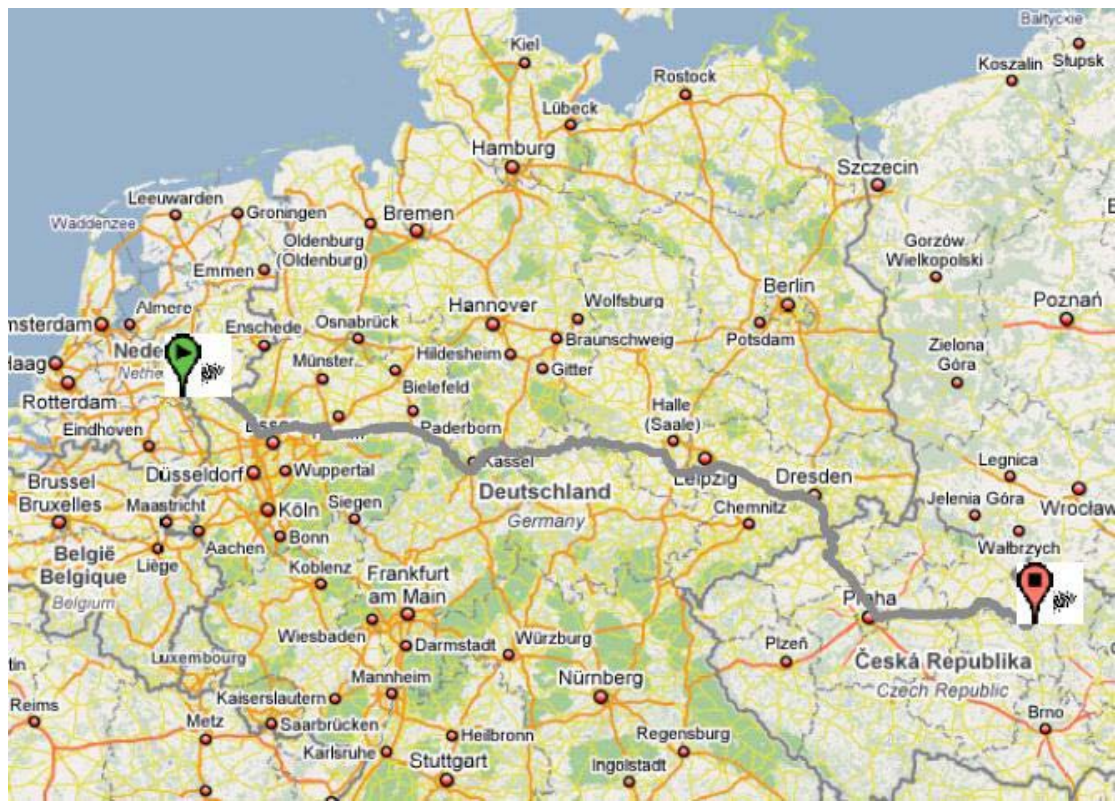 Bałtyckie
Słupsk
Kiel
Koszalin
Rostock
Lübeck
Hamburg
Szczecin
Leeuwarden
Groningen
Waddenzee
Bremen
Oldenburg
(Oldenburg)
Gorzów
Wielkopolski
Emmen
Berlin
Almere
Hannover
Wolfsburg
Poznań
msterdam
Enschede
Osnabrück
Potsdam
Braunschweig
Nede
Haag
Nethe
Münster
Hildesheim
Zielona
Góra
Gitter
Rotterdam
Bielefeld
Halle
(Saale)
Eindhoven
Paderborn
Düsseldorf
Wuppertal
Kassel
Leipzig
Dresden
Legnica
Brussel
Bruxelles
Deutschland
Germany
Maastricht
Siegen
Köln
Chemnitz
Jelenia Góra
Wrocław
Aachen
Bonn
Wałbrzych
België
Belgique
Belgium
Liège
Koblenz
Frankfurt
am Main
Praha
Wiesbaden
Darmstadt
Würzburg
Plzeň
Luxembourg
Česká Republika
Czech Republic
Mannheim
Nürnberg
Kaiserslautern
Reims
Saarbrücken
Brno
Metz
Heilbronn
Regensburg
Karlsruhe
Stuttgart
Ingolstadt